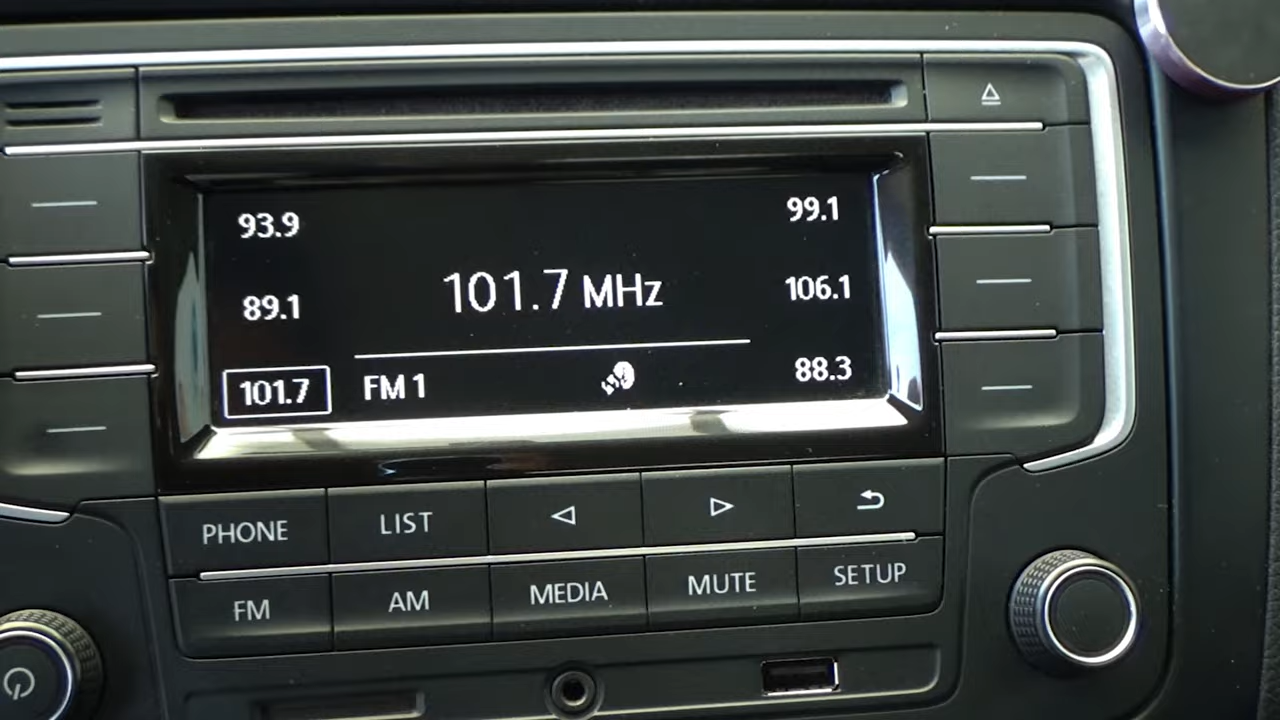 93.9
99.1
89.1
101.7 MHz
106.1
101.7
FM 1
88.3
PHONE
LIST
FM
AM
MEDIA
MUTE
SETUP